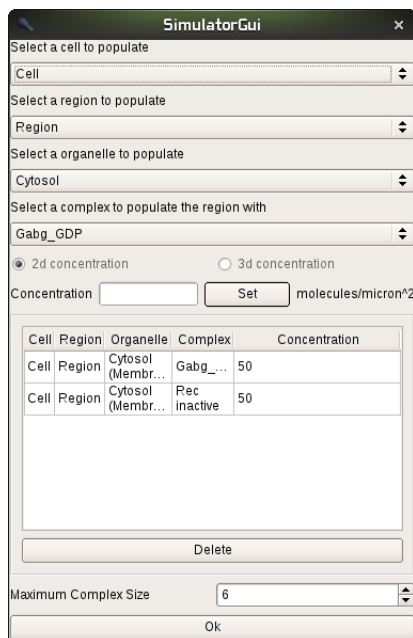 SimulatorGui
Select a cell to populate
Cell
Select a region to populate
Region
Select a organelle to populate
Cytosol
Select a complex to populate the region with
Gabg_GDP
2d concentration 3d concentration
Concentration Set molecules/micron^2
Cell Region Organelle Complex Concentration
Cell Region Cytosol (Membr... Gabg_... 50
Cell Region Cytosol (Membr... Rec inactive 50
Delete
Maximum Complex Size 6
Ok